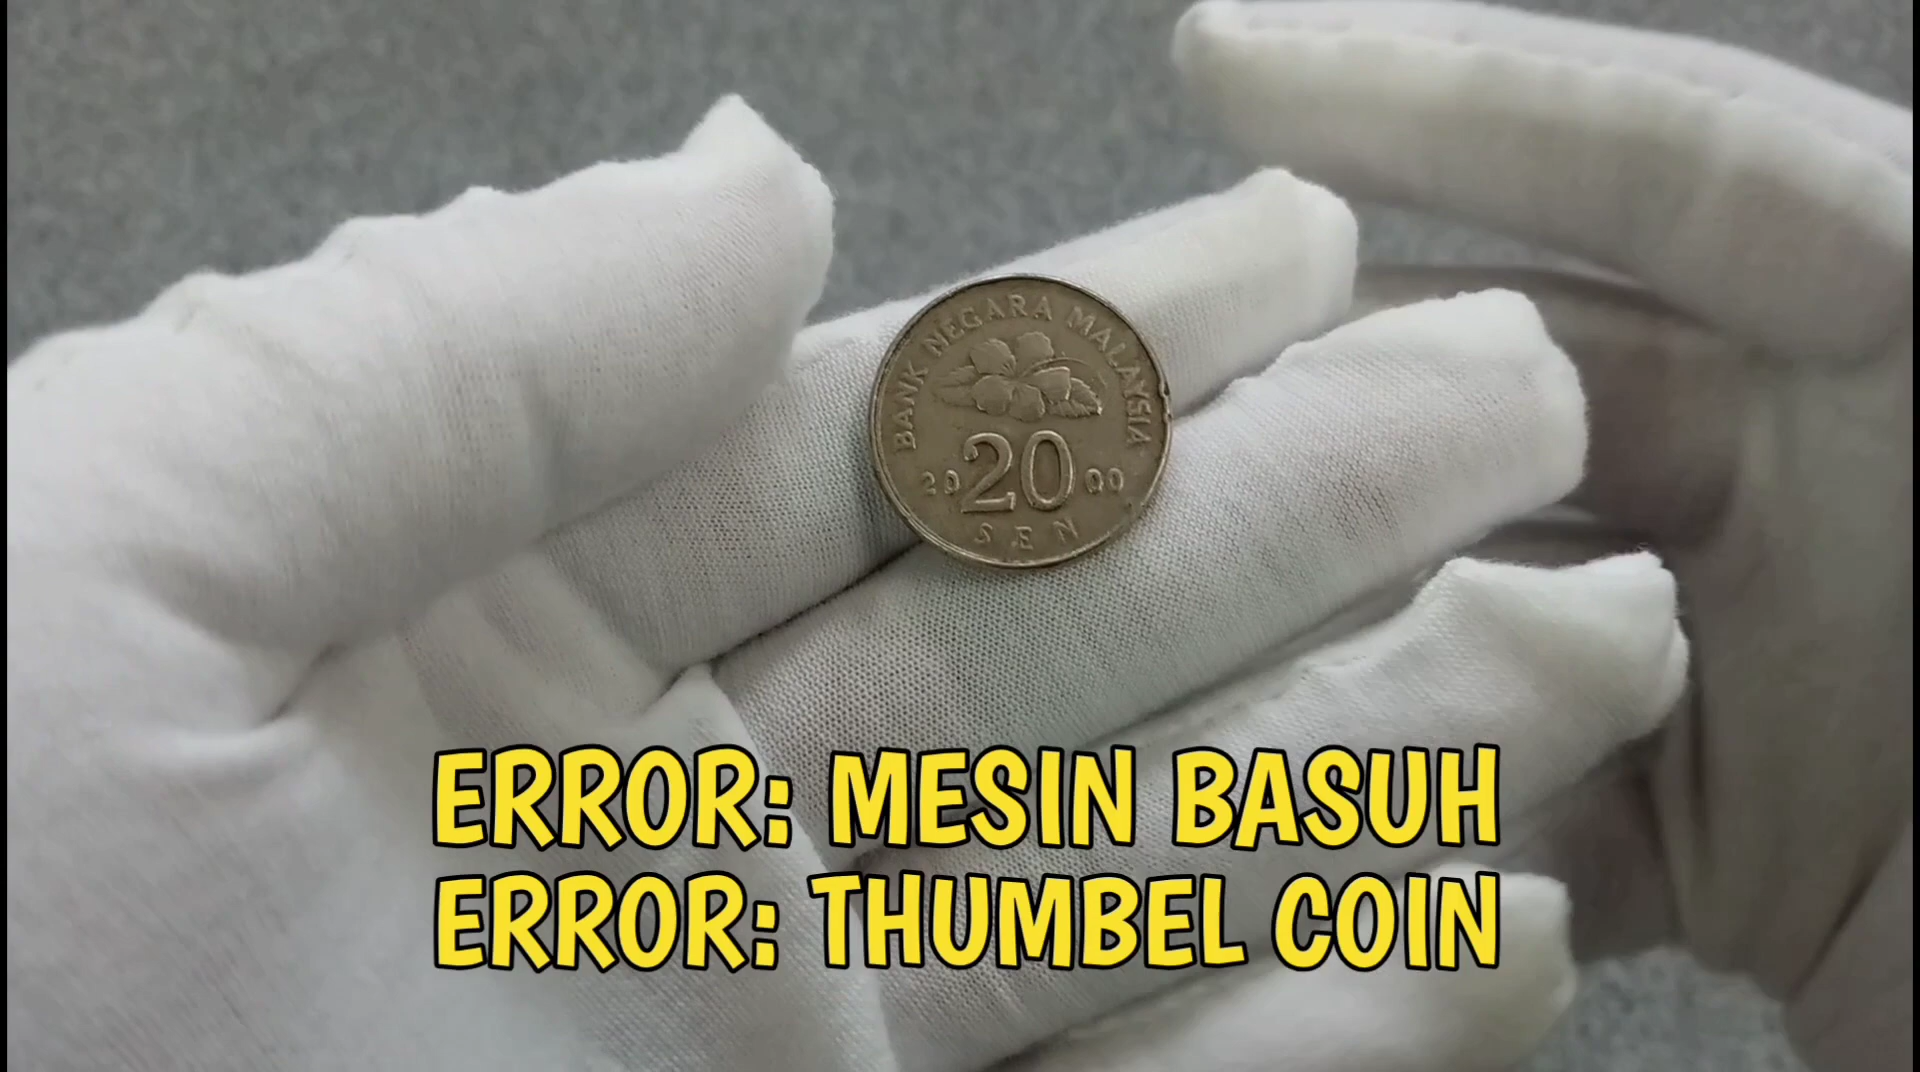 BANK NEGARA MALAYSIA
20 20 00
SEN
ERROR: MESIN BASUH
ERROR: THUMBEL COIN